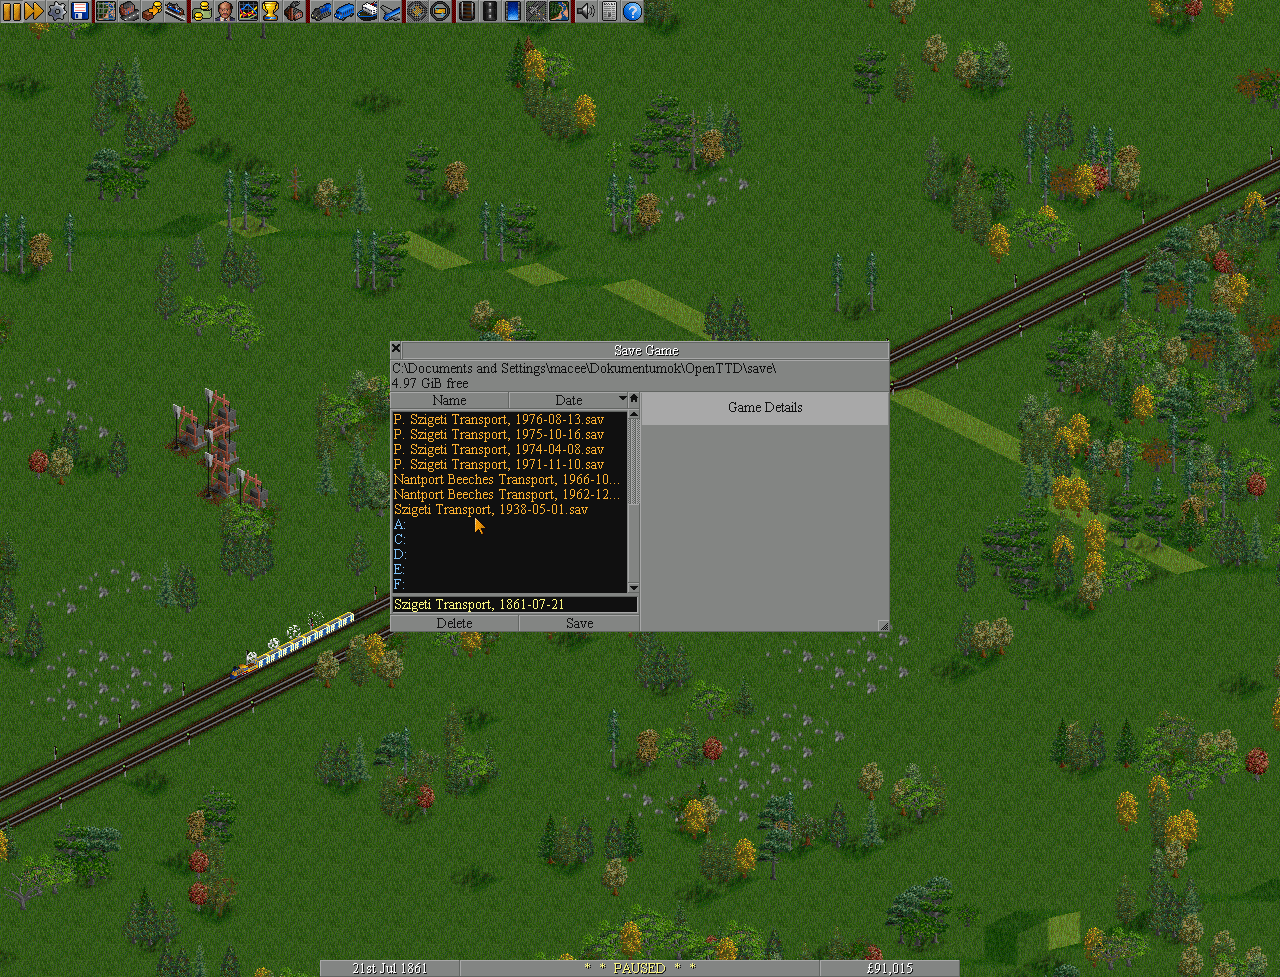 Save Game
C:\Documents and Settings\macee\Dokumentumok\OpenTTD\save\
4.97 GiB free
Name Date
Game Details
P. Szigeti Transport, 1976-08-13.sav
P. Szigeti Transport, 1975-10-16.sav
P. Szigeti Transport, 1974-04-08.sav
P. Szigeti Transport, 1971-11-10.sav
Nantport Beeches Transport, 1966-10...
Nantport Beeches Transport, 1962-12...
Szigeti Transport, 1938-05-01.sav
A:
C:
D:
E:
F:
Szigeti Transport, 1861-07-21
Delete Save
21st Jul 1861 * * PAUSED * * £91,015